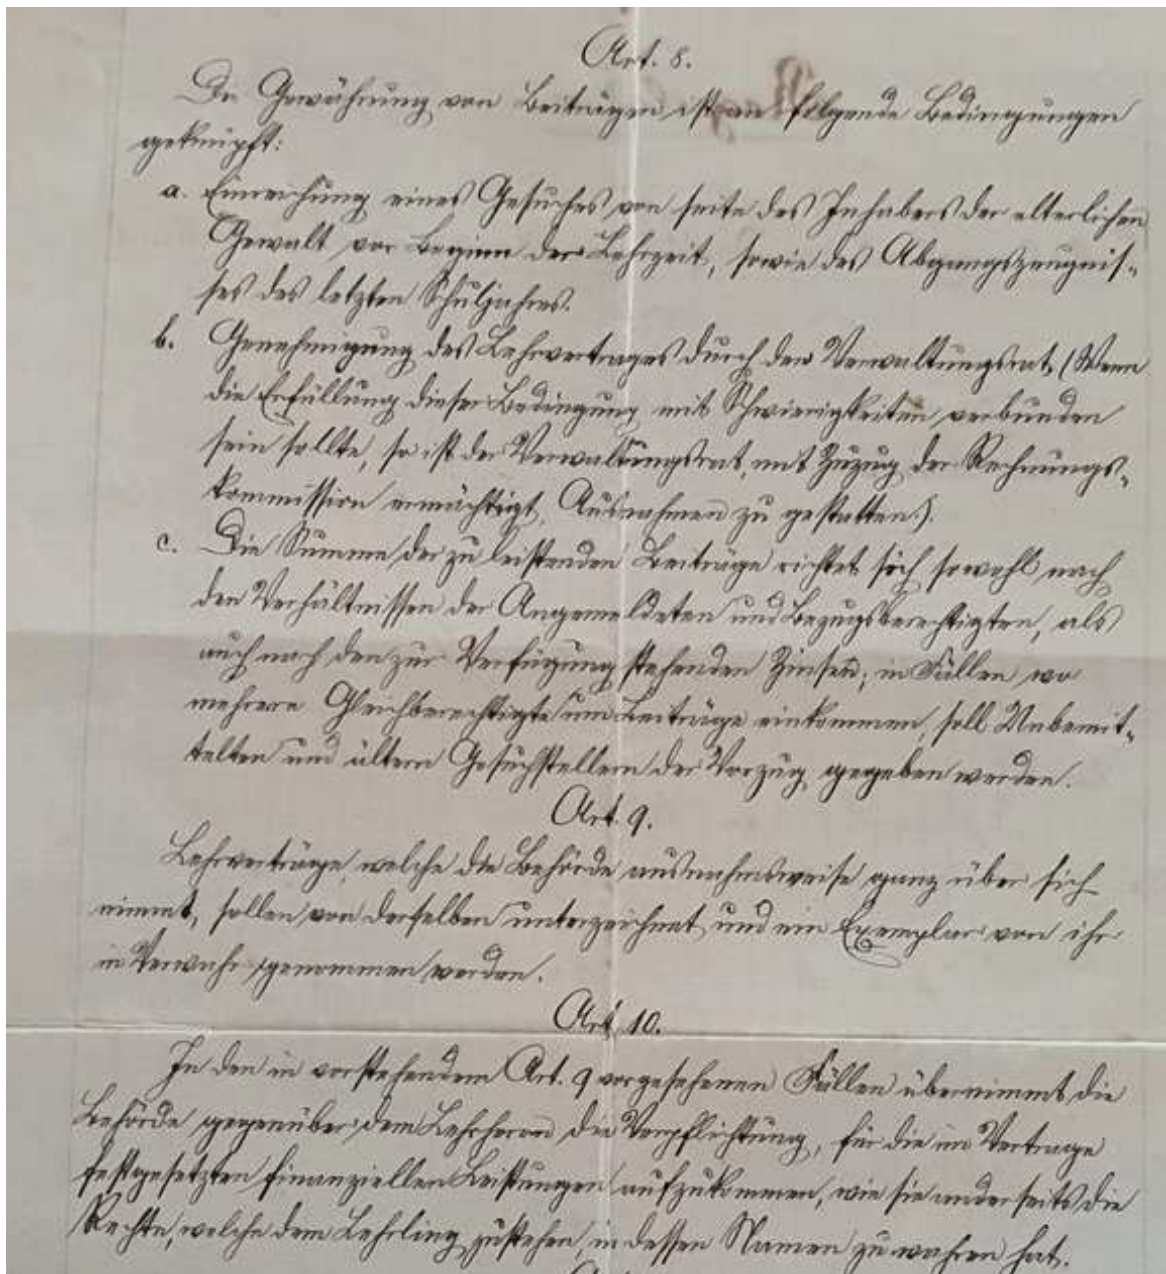 Art. 8.
Die Gewährung von Beiträgen ist an folgende Bedingungen
geknüpft:
a. Einreichung eines Gesuches von seite des Inhabers der elterlichen
Gewalt vor Beginn der Lehrzeit, sowie des Abgangszeugnis-
ses des letzten Schuljahres.
b. Genehmigung des Lehrvertrages durch den Verwaltungsrat. (Wenn
die Erfüllung dieser Bedingung mit Schwierigkeiten verbunden
sein sollte, so ist der Verwaltungsrat, mit Zuzug der Rechnungs-
kommission ermächtigt, Ausnahmen zu gestatten.).
c. Die Summe der zu leistenden Beiträge richtet sich sowohl nach
den Verhältnissen der Angemeldeten und Bezugsberechtigten, als
auch nach den zur Verfügung stehenden Zinsen; in Fällen wo
mehrere Gleichberechtigte um Beiträge einkommen, soll Unbemit-
telten und ältern Gesuchstellern der Vorzug gegeben werden.
Art. 9.
Lehrverträge, welche die Behörde ausnahmsweise ganz über sich
nimmt, sollen von derselben unterzeichnet und ein Exemplar von ihr
in Verwahr genommen werden.
Art. 10.
In den in vorstehendem Art. 9 vorgesehenen Fällen übernimmt die
Behörde gegenüber dem Lehrherrn die Verpflichtung, für die im Vertrage
festgesetzten finanziellen Leistungen aufzukommen, wie sie anderseits die
Rechte, welche dem Lehrling zustehen, in dessen Namen zu wahren hat.